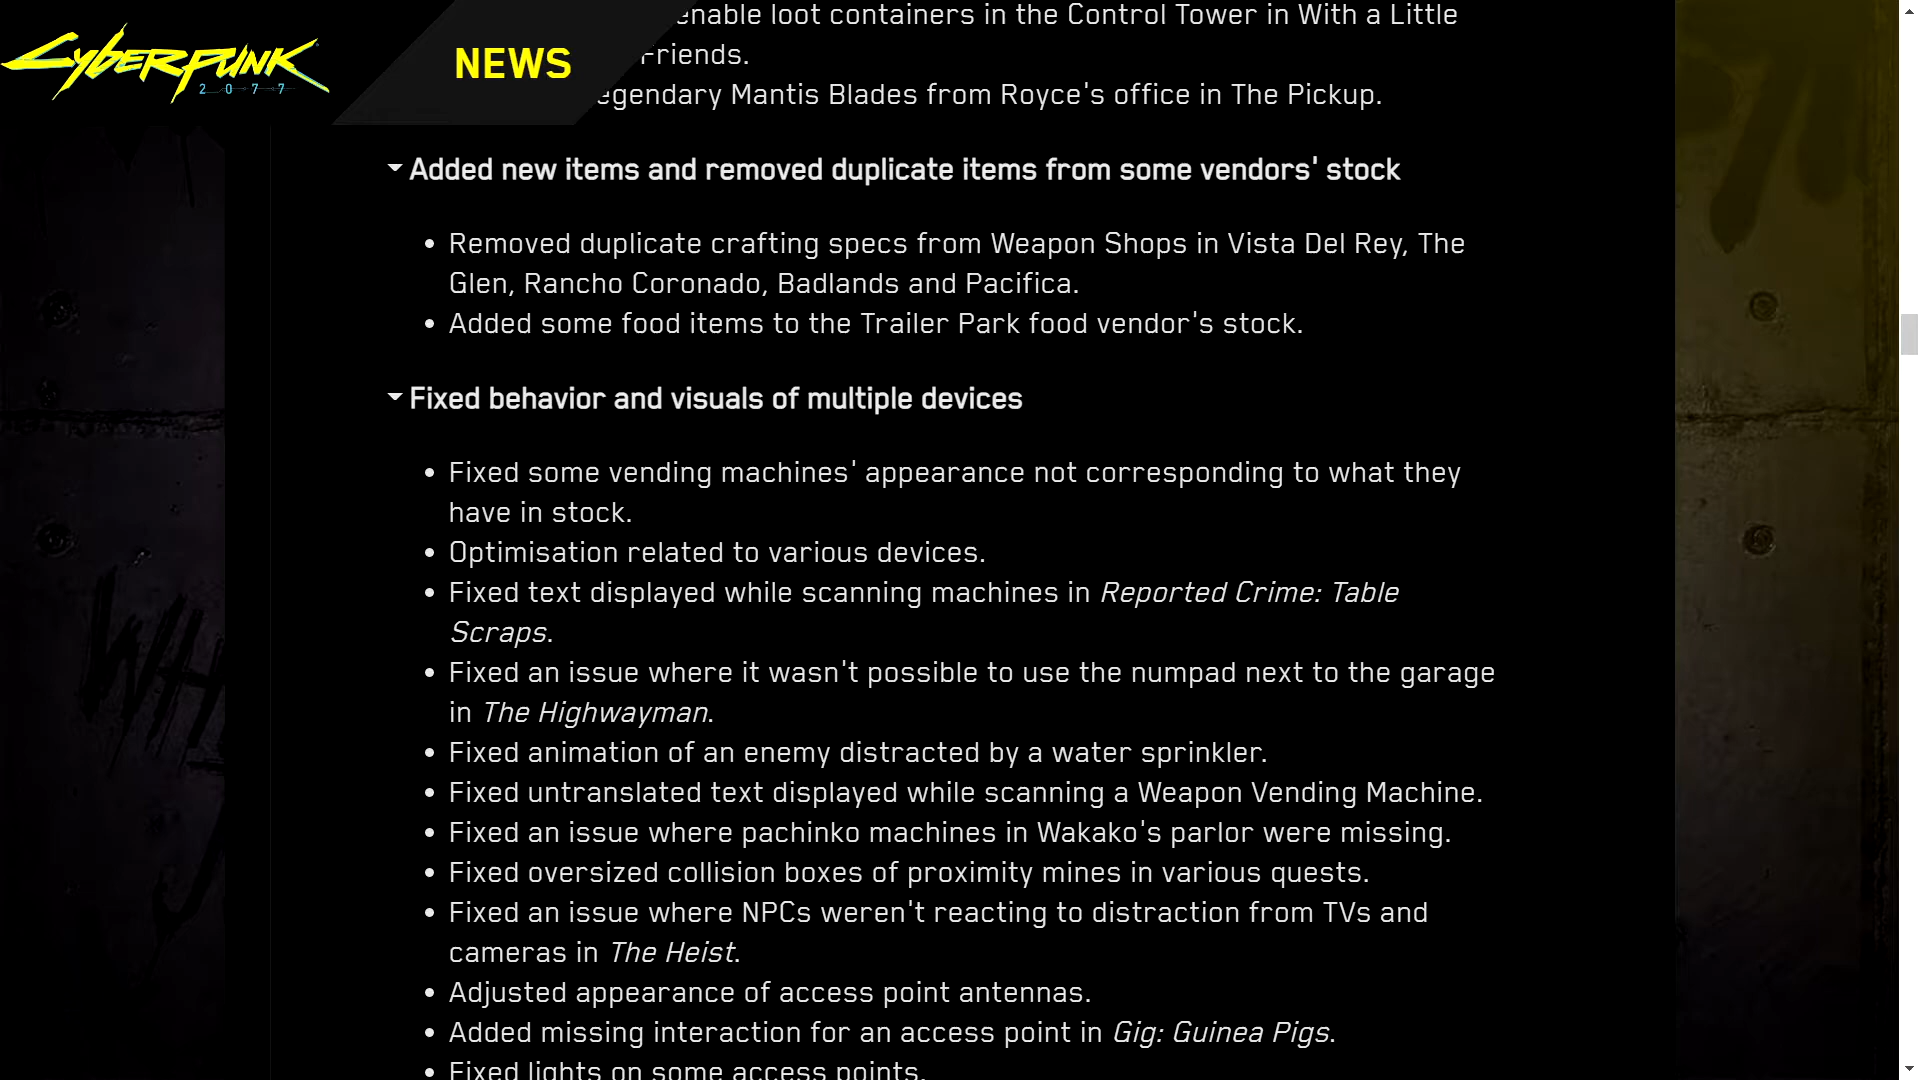 CYBERPUNK
2077
NEWS
enable loot containers in the Control Tower in With a Little
Friends.
egendary Mantis Blades from Royce's office in The Pickup.
Added new items and removed duplicate items from some vendors' stock
• Removed duplicate crafting specs from Weapon Shops in Vista Del Rey, The
Glen, Rancho Coronado, Badlands and Pacifica.
• Added some food items to the Trailer Park food vendor's stock.
Fixed behavior and visuals of multiple devices
• Fixed some vending machines' appearance not corresponding to what they
have in stock.
• Optimisation related to various devices.
• Fixed text displayed while scanning machines in Reported Crime: Table
Scraps.
• Fixed an issue where it wasn't possible to use the numpad next to the garage
in The Highwayman.
• Fixed animation of an enemy distracted by a water sprinkler.
• Fixed untranslated text displayed while scanning a Weapon Vending Machine.
• Fixed an issue where pachinko machines in Wakako's parlor were missing.
• Fixed oversized collision boxes of proximity mines in various quests.
• Fixed an issue where NPCs weren't reacting to distraction from TVs and
cameras in The Heist.
• Adjusted appearance of access point antennas.
• Added missing interaction for an access point in Gig: Guinea Pigs.
• Fixed lights on some access points.